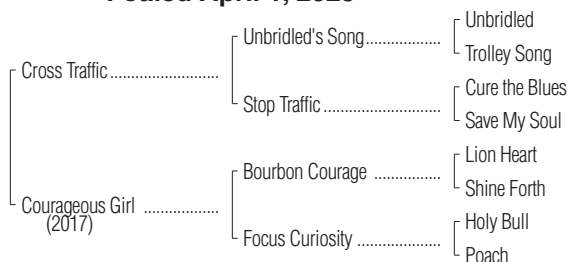 Foaled April 1, 2023
Unbridled
Unbridled's Song
Trolley Song
Cross Traffic
Cure the Blues
Stop Traffic
Save My Soul
Lion Heart
Bourbon Courage
Shine Forth
Courageous Girl
(2017)
Holy Bull
Focus Curiosity
Poach